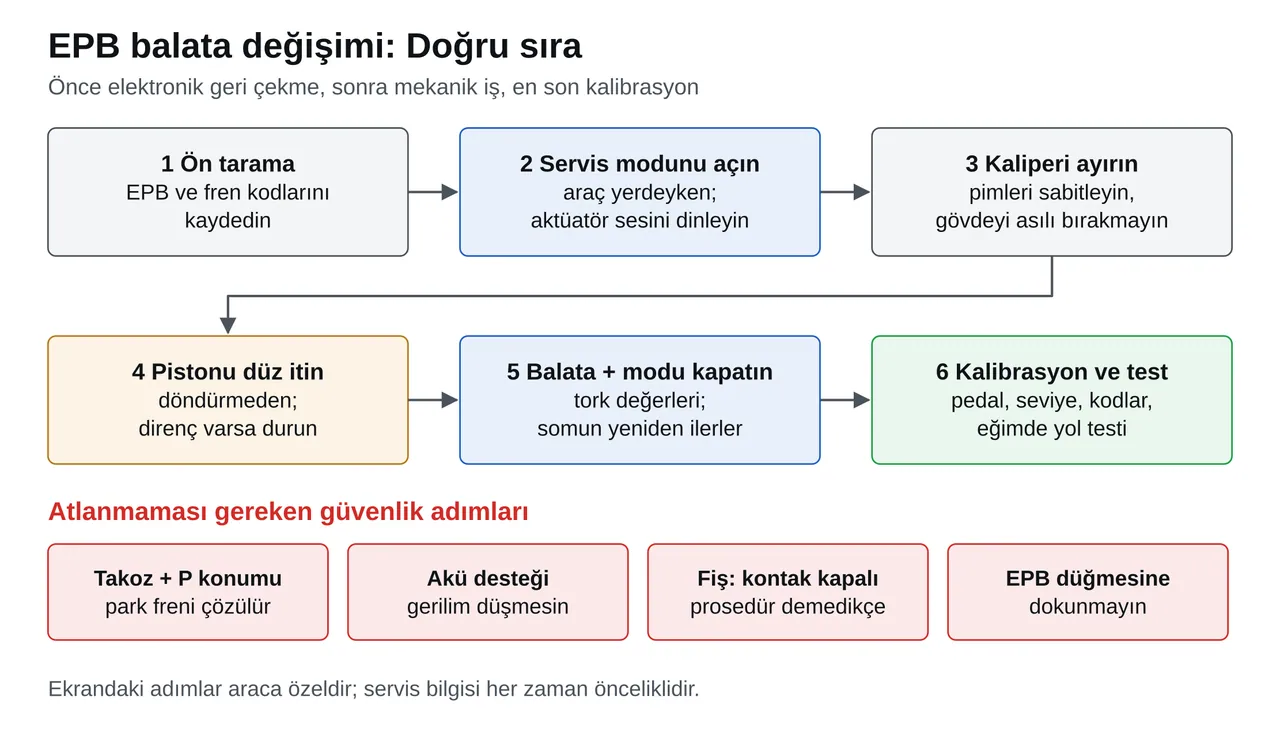 EPB balata değişimi: Doğru sıra
Önce elektronik geri çekme, sonra mekanik iş, en son kalibrasyon
1 Ön tarama
EPB ve fren kodlarını
kaydedin
2 Servis modunu açın
araç yerdeyken;
aktüatör sesini dinleyin
3 Kaliperi ayırın
pimleri sabitleyin,
gövdeyi asılı bırakmayın
4 Pistonu düz itin
döndürmeden;
direnç varsa durun
5 Balata + modu kapatın
tork değerleri;
somun yeniden ilerler
6 Kalibrasyon ve test
pedal, seviye, kodlar,
eğimde yol testi
Atlanmaması gereken güvenlik adımları
Takoz + P konumu
park freni çözülür
Akü desteği
gerilim düşmesin
Fiş: kontak kapalı
prosedür demedikçe
EPB düğmesine
dokunmayın
Ekrandaki adımlar araca özeldir; servis bilgisi her zaman önceliklidir.